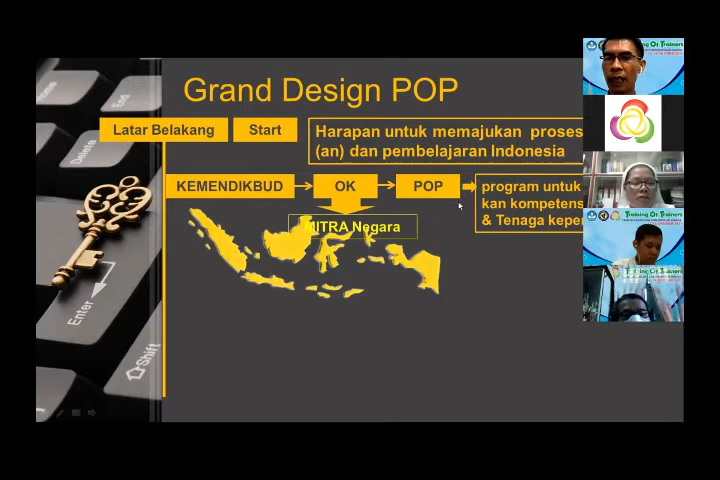 Grand Design POP
Latar Belakang
Start
Harapan untuk memajukan proses
(an) dan pembelajaran Indonesia
KEMENDIKBUD
OK
POP
program untuk
kan kompetens
& Tenaga keper
MITRA Negara
End
Delete
Enter
Shift
Training Of Trainers
Training Of Trainers